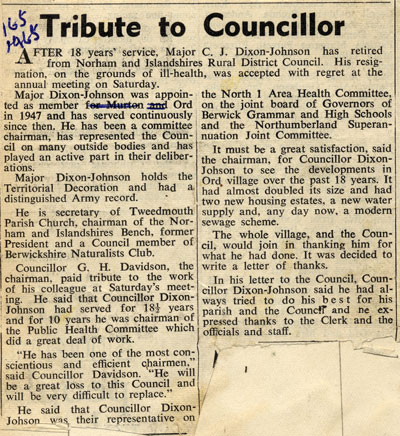 165
1965
Tribute to Councillor
AFTER 18 years' service, Major C. J. Dixon-Johnson has retired
from Norham and Islandshires Rural District Council. His resig-
nation, on the grounds of ill-health, was accepted with regret at the
annual meeting on Saturday.
Major Dixon-Johnson was appoin-
ted as member for Murton and Ord
in 1947 and has served continuously
since then. He has been a committee
chairman, has represented the Coun-
cil on many outside bodies and has
played an active part in their deliber-
ations.
Major Dixon-Johnson holds the
Territorial Decoration and had a
distinguished Army record.
He is secretary of Tweedmouth
Parish Church, chairman of the Nor-
ham and Islandshires Bench, former
President and a Council member of
Berwickshire Naturalists Club.
Councillor G. H. Davidson, the
chairman, paid tribute to the work
of his colleague at Saturday's meet-
ing. He said that Councillor Dixon-
Johnson had served for 18½ years
and for 10 years he was chairman of
the Public Health Committee which
did a great deal of work.
"He has been one of the most con-
scientious and efficient chairmen,"
said Councillor Davidson. "He will
be a great loss to this Council and
will be very difficult to replace."
He said that Councillor Dixon-
Johnson was their representative on
the North 1 Area Health Committee,
on the joint board of Governors of
Berwick Grammar and High Schools
and the Northumberland Superan-
nuation Joint Committee.
It must be a great satisfaction, said
the chairman, for Councillor Dixon-
Johson to see the developments in
Ord village over the past 18 years. It
had almost doubled its size and had
two new housing estates, a new water
supply and, any day now, a modern
sewage scheme.
The whole village, and the Coun-
cil, would join in thanking him for
what he had done. It was decided to
write a letter of thanks.
In his letter to the Council, Coun-
cillor Dixon-Johnson said he had al-
ways tried to do his best for his
parish and the Council and he ex-
pressed thanks to the Clerk and the
officials and staff.